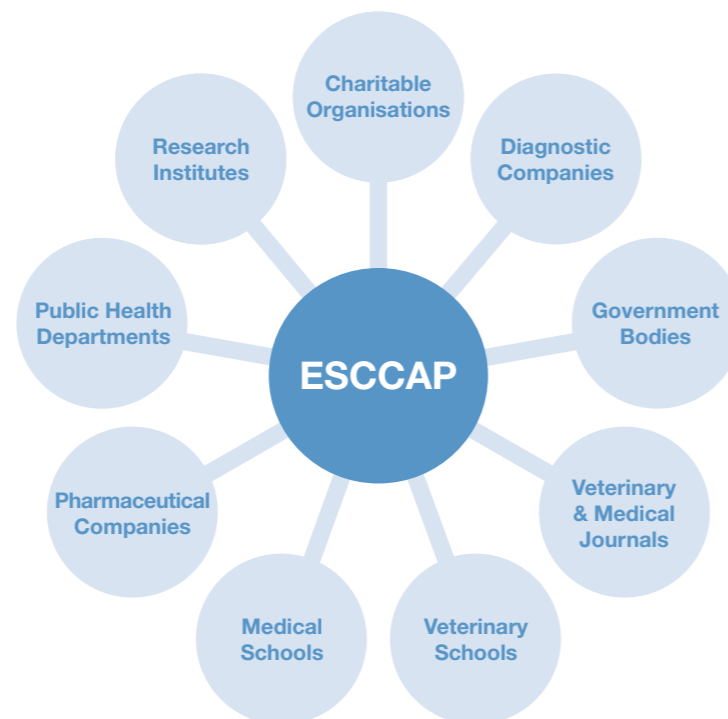 Charitable
Organisations
Diagnostic
Companies
Government
Bodies
Veterinary
& Medical
Journals
Veterinary
Schools
Medical
Schools
Pharmaceutical
Companies
Public Health
Departments
Research
Institutes
ESCCAP